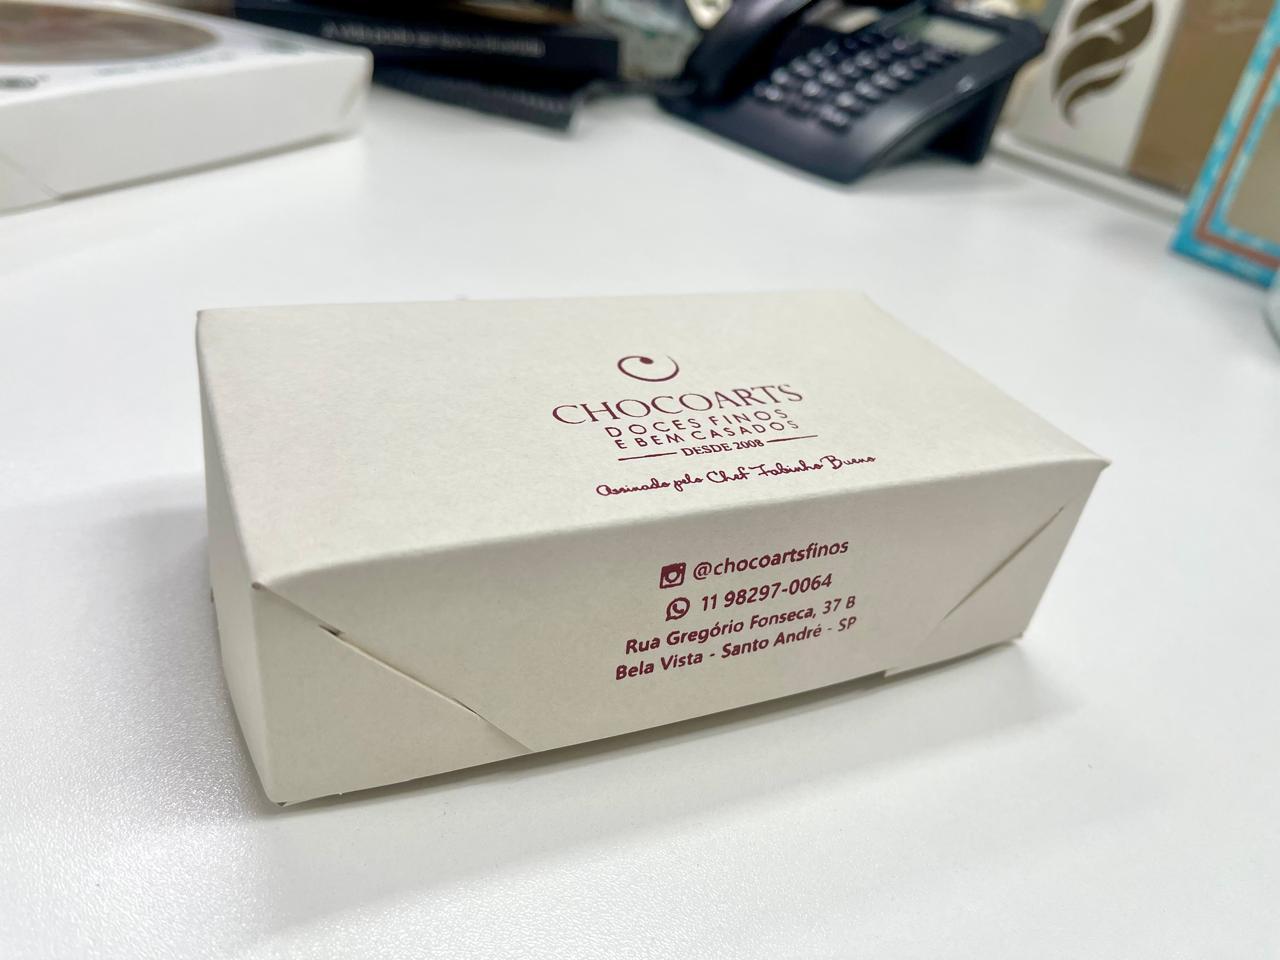 CHOCOARTS
DOCES FINOS
E BEM CASADOS
DESDE 2008
Assinado pelo Chef Fabinho Bueno
@chocoartsfinos
11 98297-0064
Rua Gregório Fonseca, 37 B
Bela Vista - Santo André - SP